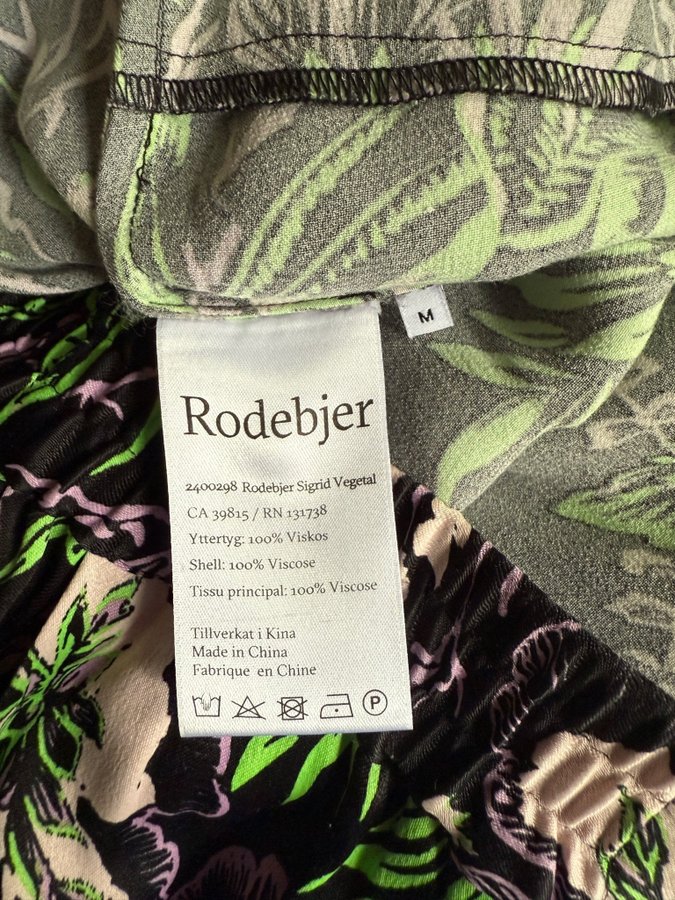 M
Rodebjer
2400298 Rodebjer Sigrid Vegetal
CA 39815 / RN 131738
Yttertyg: 100% Viskos
Shell: 100% Viscose
Tissu principal: 100% Viscose
Tillverkat i Kina
Made in China
Fabrique en Chine
P